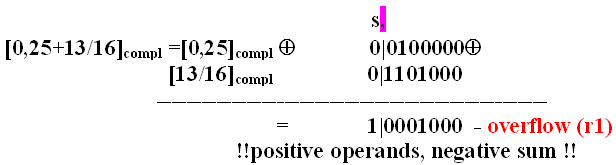 s,
[0,25+13/16]compl =[0,25]compl ⊕ 0|0100000⊕
[13/16]compl 0|1101000
= 1|0001000 - overflow (r1)
!!positive operands, negative sum !!